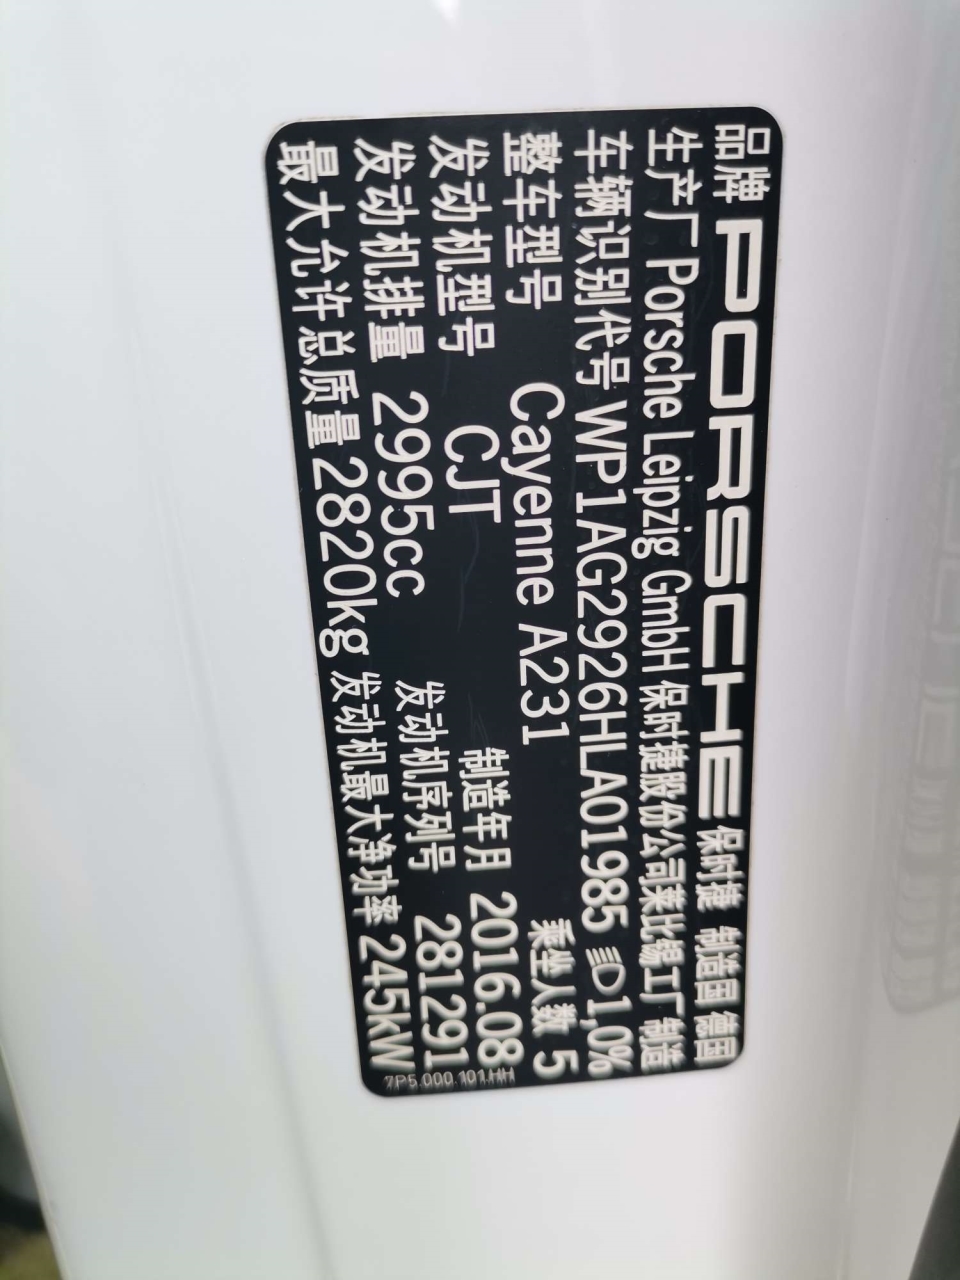 品牌 PORSCHE 保时捷 制造国 德国
生产厂 Porsche Leipzig GmbH 保时捷股份公司莱比锡工厂 制造
车辆识别代号 WP1AG2926HLA01985 1,0%
整车型号 Cayenne A231 乘坐人数 5
发动机型号 CJT 制造年月 2016.08
发动机排量 2995cc 发动机序列号 281291
最大允许总质量 2820kg 发动机最大净功率 245KW
7P5.000.101.HH